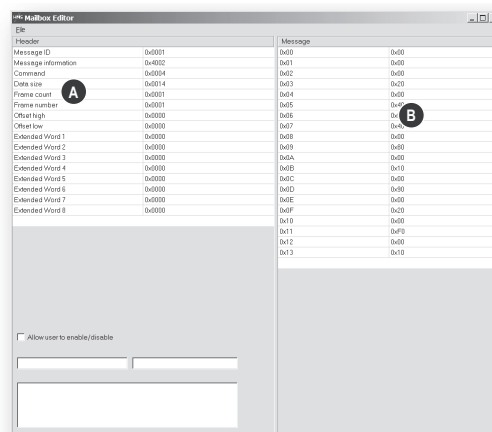 Mailbox Editor
File
Header
Message ID 0x0001
Message information 0x4002
Command 0x0004
Data size 0x0014
Frame count 0x0001
Frame number 0x0001
Offset high 0x0000
Offset low 0x0000
Extended Word 1 0x0000
Extended Word 2 0x0000
Extended Word 3 0x0000
Extended Word 4 0x0000
Extended Word 5 0x0000
Extended Word 6 0x0000
Extended Word 7 0x0000
Extended Word 8 0x0000
A
Allow user to enable/disable
Message
0x00 0x00
0x01 0x00
0x02 0x00
0x03 0x20
0x04 0x00
0x05
0x06
0x07
0x08 0x00
0x09 0x80
0x0A 0x00
0x0B 0x10
0x0C 0x00
0x0D 0x90
0x0E 0x00
0x0F 0x20
0x10 0x00
0x11 0xF0
0x12 0x00
0x13 0x10
B